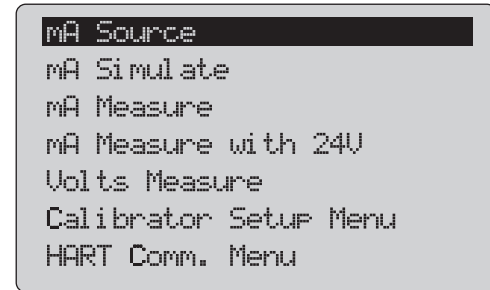 mA Source
mA Simulate
mA Measure
mA Measure with 24V
Volts Measure
Calibrator Setup Menu
HART Comm. Menu